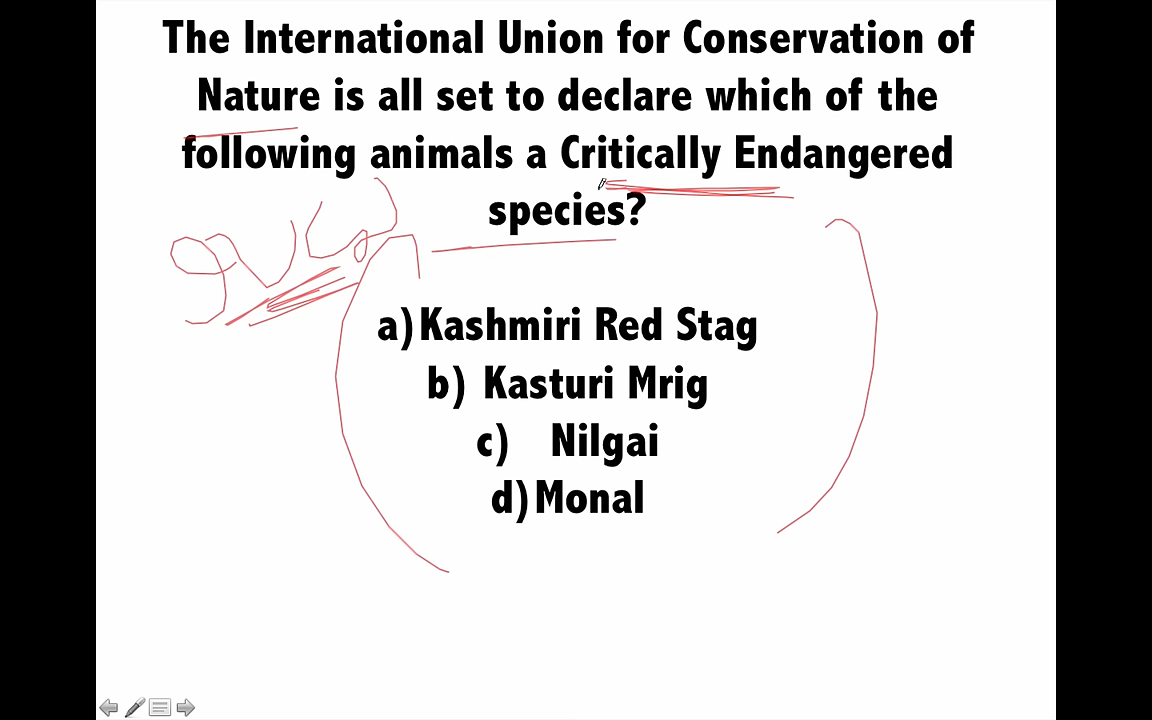 The International Union for Conservation of
Nature is all set to declare which of the
following animals a Critically Endangered
species?
a) Kashmiri Red Stag
b) Kasturi Mrig
c) Nilgai
d) Monal